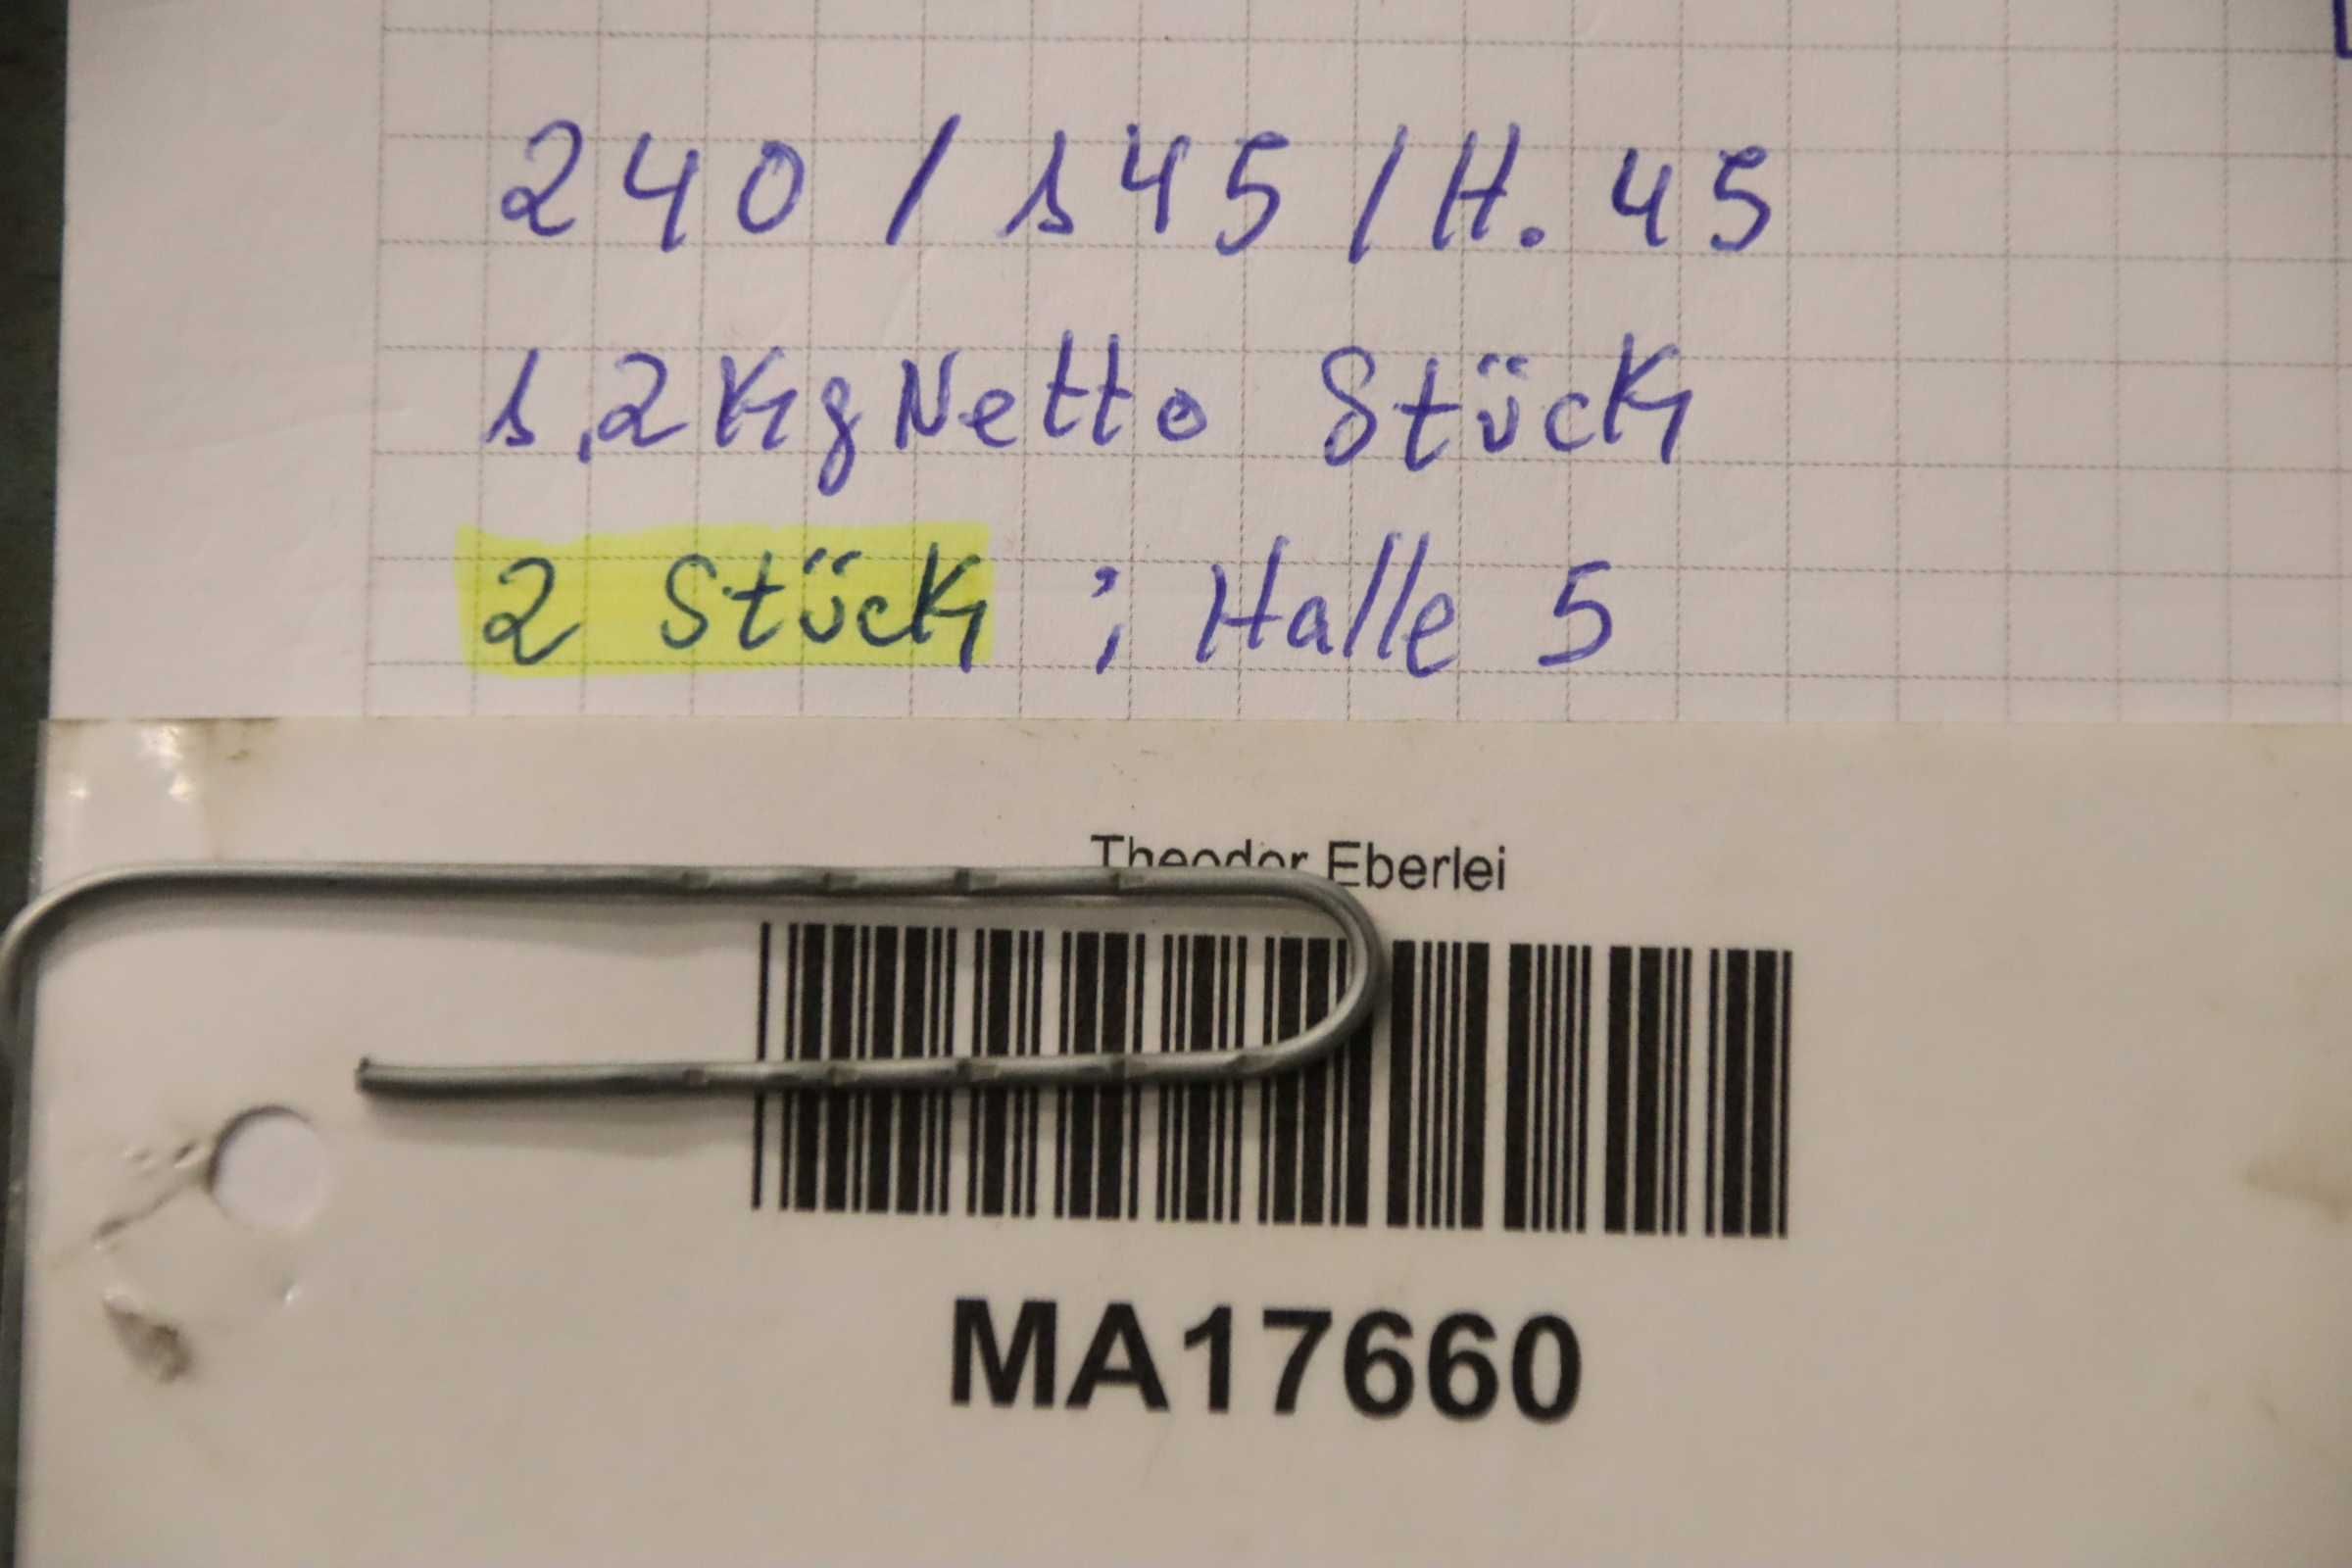 240 / 145 / H. 45
1,2 Kg Netto Stück
2 Stück ; Halle 5
Theodor Eberlei
MA17660